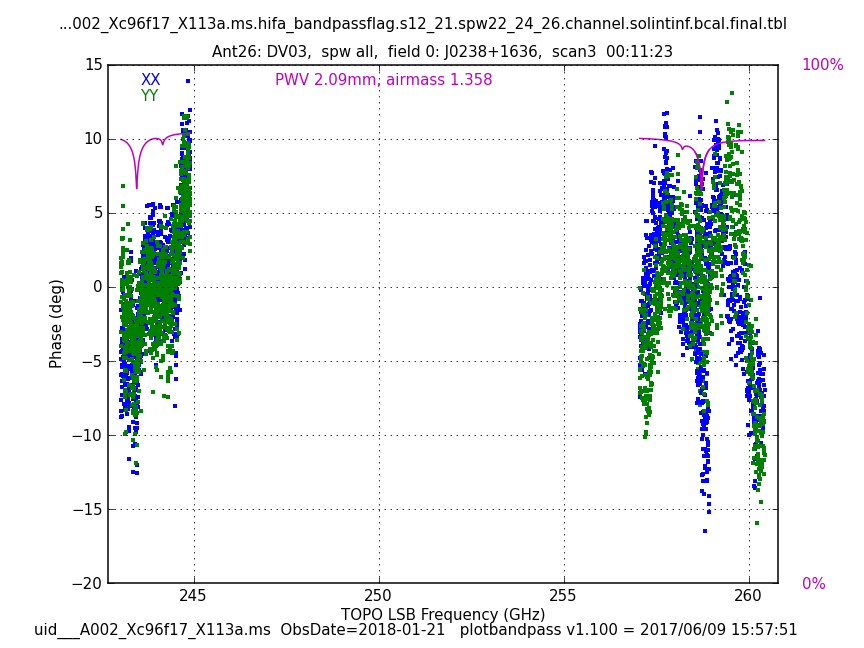 ...002_Xc96f17_X113a.ms.hifa_bandpassflag.s12_21.spw22_24_26.channel.solintinf.bcal.final.tbl
Ant26: DV03,  spw all,  field 0: J0238+1636,  scan3  00:11:23
XX
YY
PWV 2.09mm, airmass 1.358
100%
0%
15
10
5
0
−5
−10
−15
−20
Phase (deg)
245
250
255
260
TOPO LSB Frequency (GHz)
uid___A002_Xc96f17_X113a.ms  ObsDate=2018-01-21   plotbandpass v1.100 = 2017/06/09 15:57:51